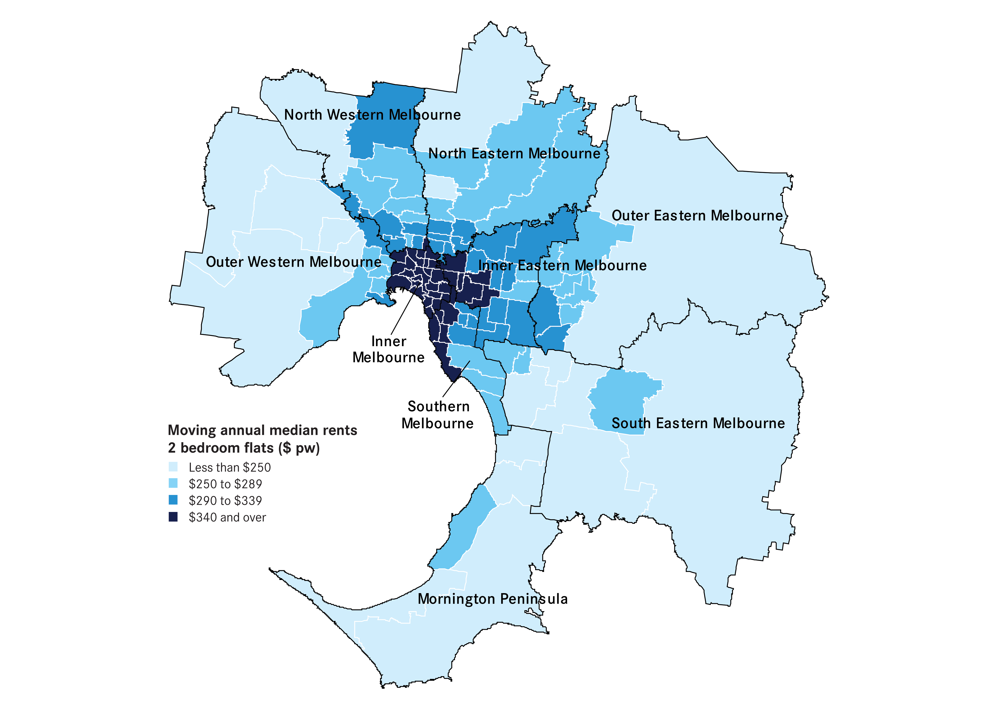 North Western Melbourne
North Eastern Melbourne
Outer Eastern Melbourne
Outer Western Melbourne
Inner Eastern Melbourne
Inner
Melbourne
Southern
Melbourne
South Eastern Melbourne
Moving annual median rents
2 bedroom flats ($ pw)
Less than $250
$250 to $289
$290 to $339
$340 and over
Mornington Peninsula